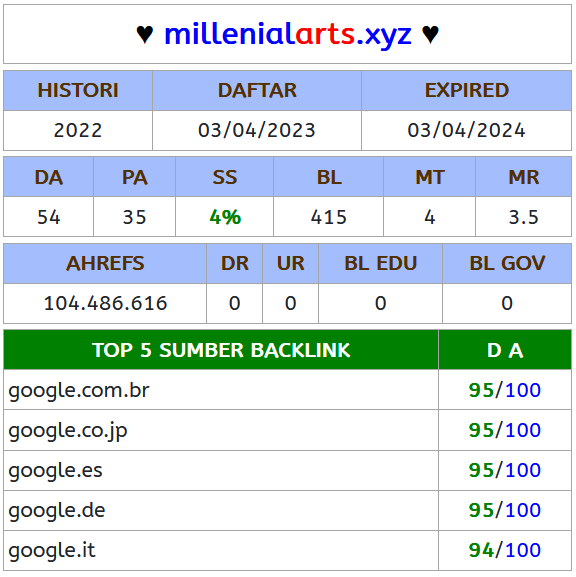 ♥ millenialarts.xyz ♥
HISTORI DAFTAR EXPIRED
2022 03/04/2023 03/04/2024
DA PA SS BL MT MR
54 35 4% 415 4 3.5
AHREFS DR UR BL EDU BL GOV
104.486.616 0 0 0 0
TOP 5 SUMBER BACKLINK D A
google.com.br 95/100
google.co.jp 95/100
google.es 95/100
google.de 95/100
google.it 94/100